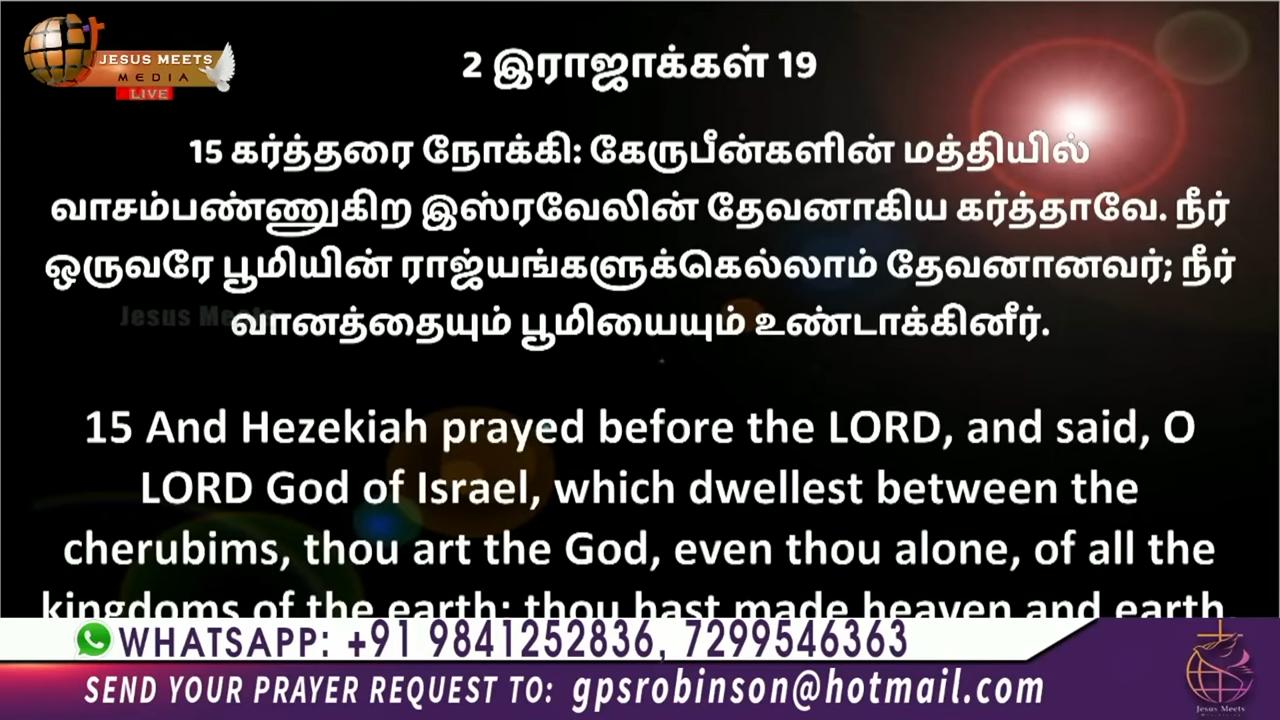 JESUS MEETS
MEDIA
LIVE
2 இராஜாக்கள் 19
15 கர்த்தரை நோக்கி: கேருபீன்களின் மத்தியில்
வாசம்பண்ணுகிற இஸ்ரவேலின் தேவனாகிய கர்த்தாவே. நீர்
ஒருவரே பூமியின் ராஜ்யங்களுக்கெல்லாம் தேவனானவர்; நீர்
Jesus Meets
வானத்தையும் பூமியையும் உண்டாக்கினீர்.
15 And Hezekiah prayed before the LORD, and said, O
LORD God of Israel, which dwellest between the
cherubims, thou art the God, even thou alone, of all the
kingdoms of the earth: thou hast made heaven and earth
WHATSAPP: +91 9841252836, 7299546363
SEND YOUR PRAYER REQUEST TO: gpsrobinson@hotmail.com
Jesus Meets